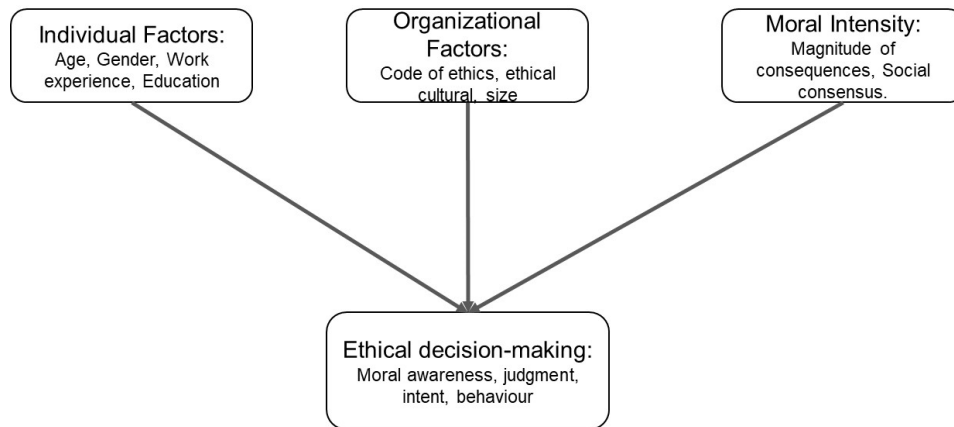 Individual Factors:
Age, Gender, Work
experience, Education
Organizational
Factors:
Code of ethics, ethical
cultural, size
Moral Intensity:
Magnitude of
consequences, Social
consensus.
Ethical decision-making:
Moral awareness, judgment,
intent, behaviour